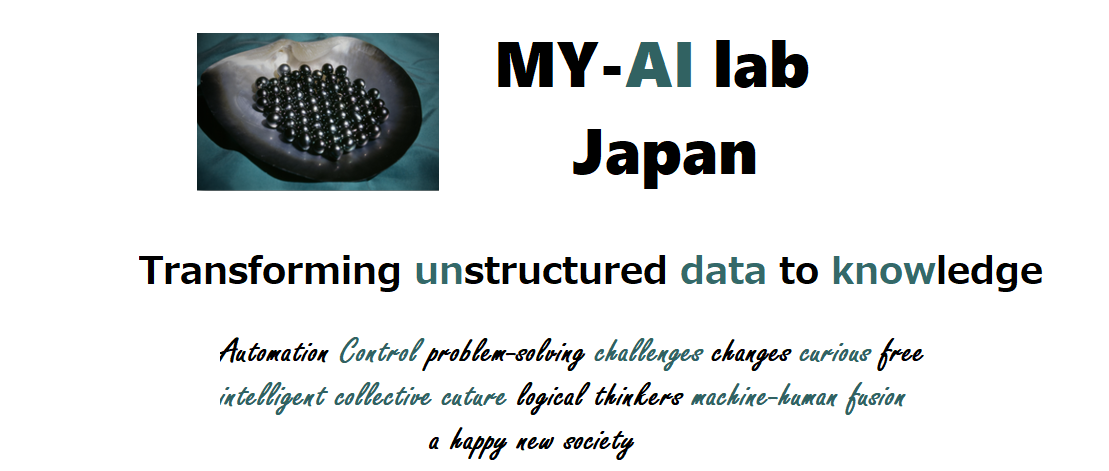 MY-AI lab
Japan
Transforming unstructured data to knowledge
Automation Control problem-solving challenges changes curious free
intelligent collective cuture logical thinkers machine-human fusion
a happy new society